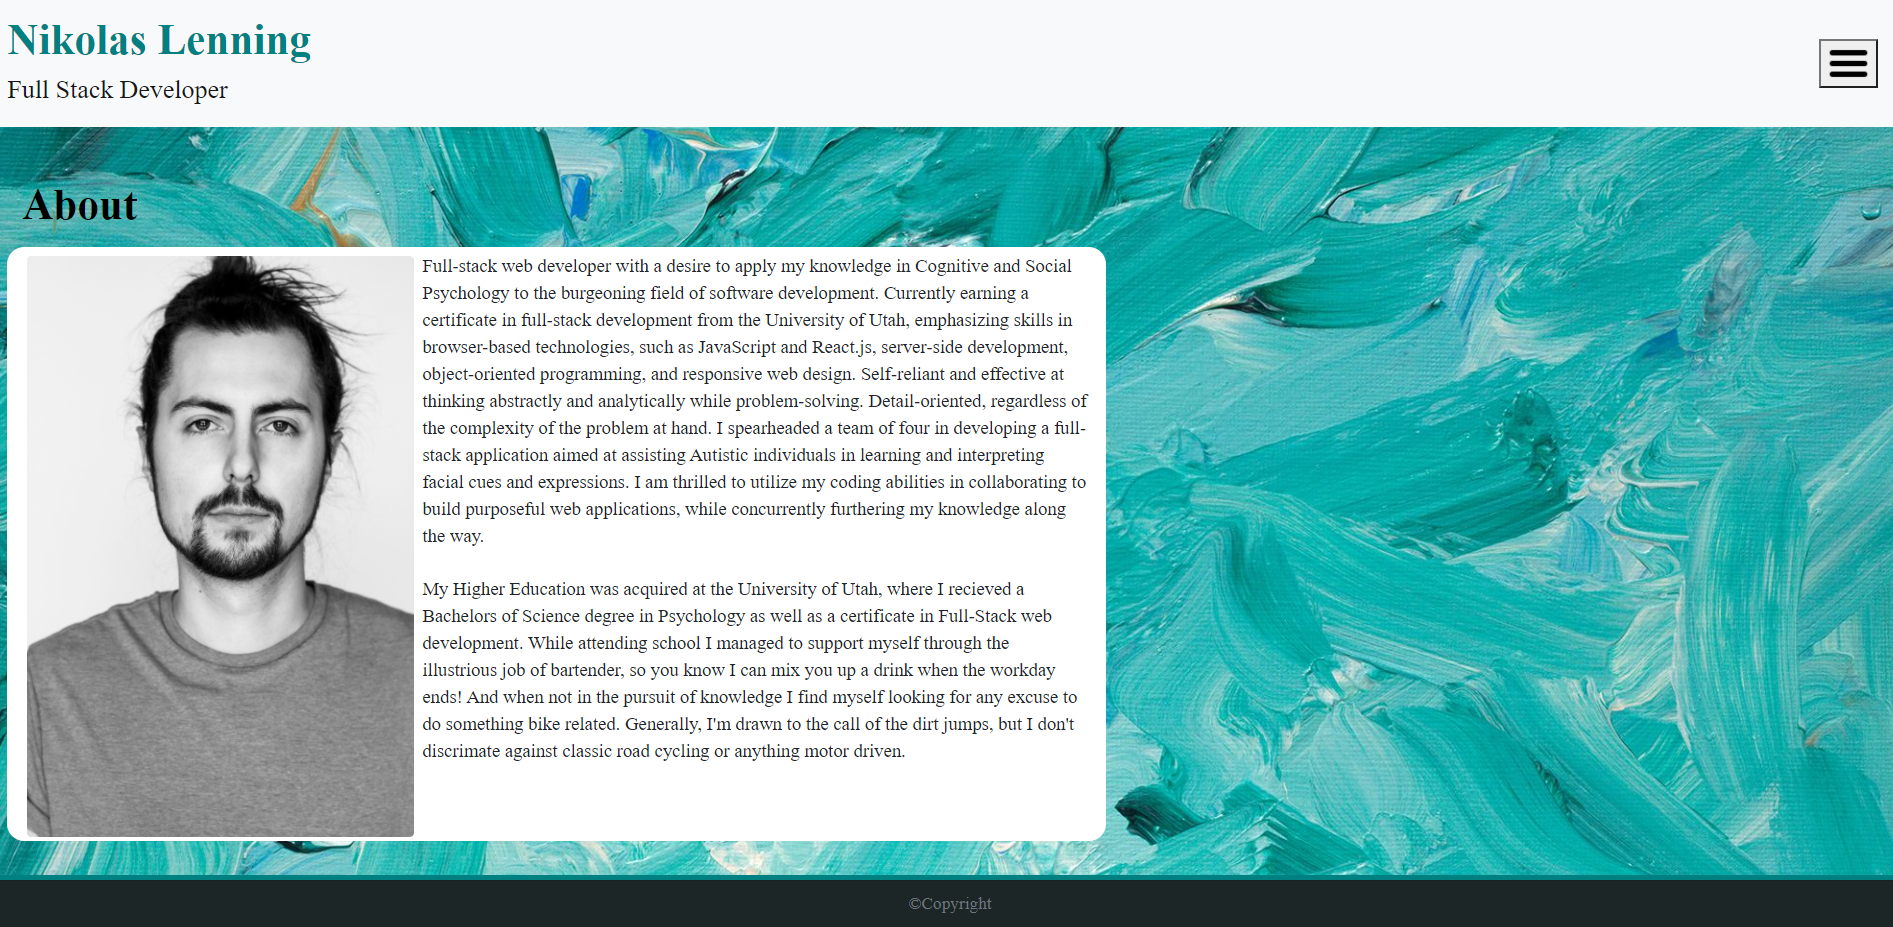 Nikolas Lenning
Full Stack Developer
About
Full-stack web developer with a desire to apply my knowledge in Cognitive and Social
Psychology to the burgeoning field of software development. Currently earning a
certificate in full-stack development from the University of Utah, emphasizing skills in
browser-based technologies, such as JavaScript and React.js, server-side development,
object-oriented programming, and responsive web design. Self-reliant and effective at
thinking abstractly and analytically while problem-solving. Detail-oriented, regardless of
the complexity of the problem at hand. I spearheaded a team of four in developing a full-
stack application aimed at assisting Autistic individuals in learning and interpreting
facial cues and expressions. I am thrilled to utilize my coding abilities in collaborating to
build purposeful web applications, while concurrently furthering my knowledge along
the way.
My Higher Education was acquired at the University of Utah, where I recieved a
Bachelors of Science degree in Psychology as well as a certificate in Full-Stack web
development. While attending school I managed to support myself through the
illustrious job of bartender, so you know I can mix you up a drink when the workday
ends! And when not in the pursuit of knowledge I find myself looking for any excuse to
do something bike related. Generally, I'm drawn to the call of the dirt jumps, but I don't
discrimate against classic road cycling or anything motor driven.
©Copyright